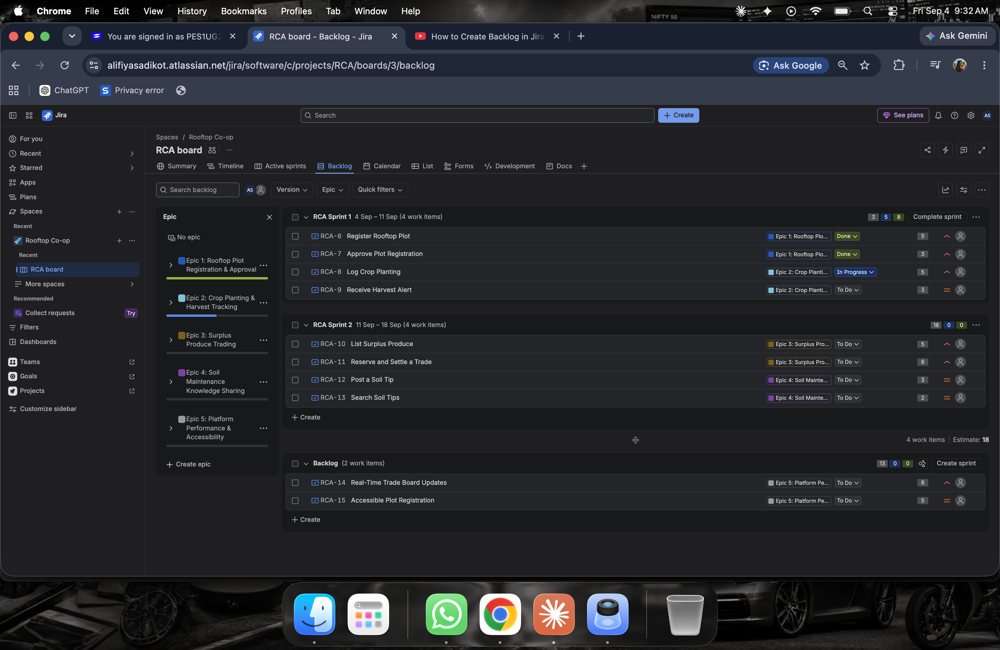 Chrome File Edit View History Bookmarks Profiles Tab Window Help
NIFTY 50
Fri Sep 4 9:32 AM
You are signed in as PES1UG2
RCA board - Backlog - Jira
How to Create Backlog in Jira
Ask Gemini
alifiyasadikot.atlassian.net/jira/software/c/projects/RCA/boards/3/backlog
Ask Google
ChatGPT
S Privacy error
Jira
Search
+ Create
See plans
AS
For you
Recent
Starred
Apps
Plans
Spaces
Recent
Rooftop Co-op
Recent
RCA board
More spaces
Recommended
Collect requests Try
Filters
Dashboards
Teams
Goals
Projects
Customize sidebar
Spaces / Rooftop Co-op
RCA board
Summary Timeline Active sprints Backlog Calendar List Forms Development Docs
Search backlog AS Version Epic Quick filters
Epic
No epic
Epic 1: Rooftop Plot
Registration & Approval
Epic 2: Crop Planting &
Harvest Tracking
Epic 3: Surplus
Produce Trading
Epic 4: Soil
Maintenance
Knowledge Sharing
Epic 5: Platform
Performance &
Accessibility
+ Create epic
RCA Sprint 1 4 Sep – 11 Sep (4 work items) 3 5 8 Complete sprint
RCA-6 Register Rooftop Plot Epic 1: Rooftop Plo... Done 5
RCA-7 Approve Plot Registration Epic 1: Rooftop Plo... Done 3
RCA-8 Log Crop Planting Epic 2: Crop Planti... In Progress 5
RCA-9 Receive Harvest Alert Epic 2: Crop Planti... To Do 3
RCA Sprint 2 11 Sep – 18 Sep (4 work items) 18 0 0
RCA-10 List Surplus Produce Epic 3: Surplus Pro... To Do 5
RCA-11 Reserve and Settle a Trade Epic 3: Surplus Pro... To Do 8
RCA-12 Post a Soil Tip Epic 4: Soil Mainte... To Do 3
RCA-13 Search Soil Tips Epic 4: Soil Mainte... To Do 2
+ Create
4 work items Estimate: 18
Backlog (2 work items) 13 0 0 Create sprint
RCA-14 Real-Time Trade Board Updates Epic 5: Platform Pe... To Do 8
RCA-15 Accessible Plot Registration Epic 5: Platform Pe... To Do 5
+ Create